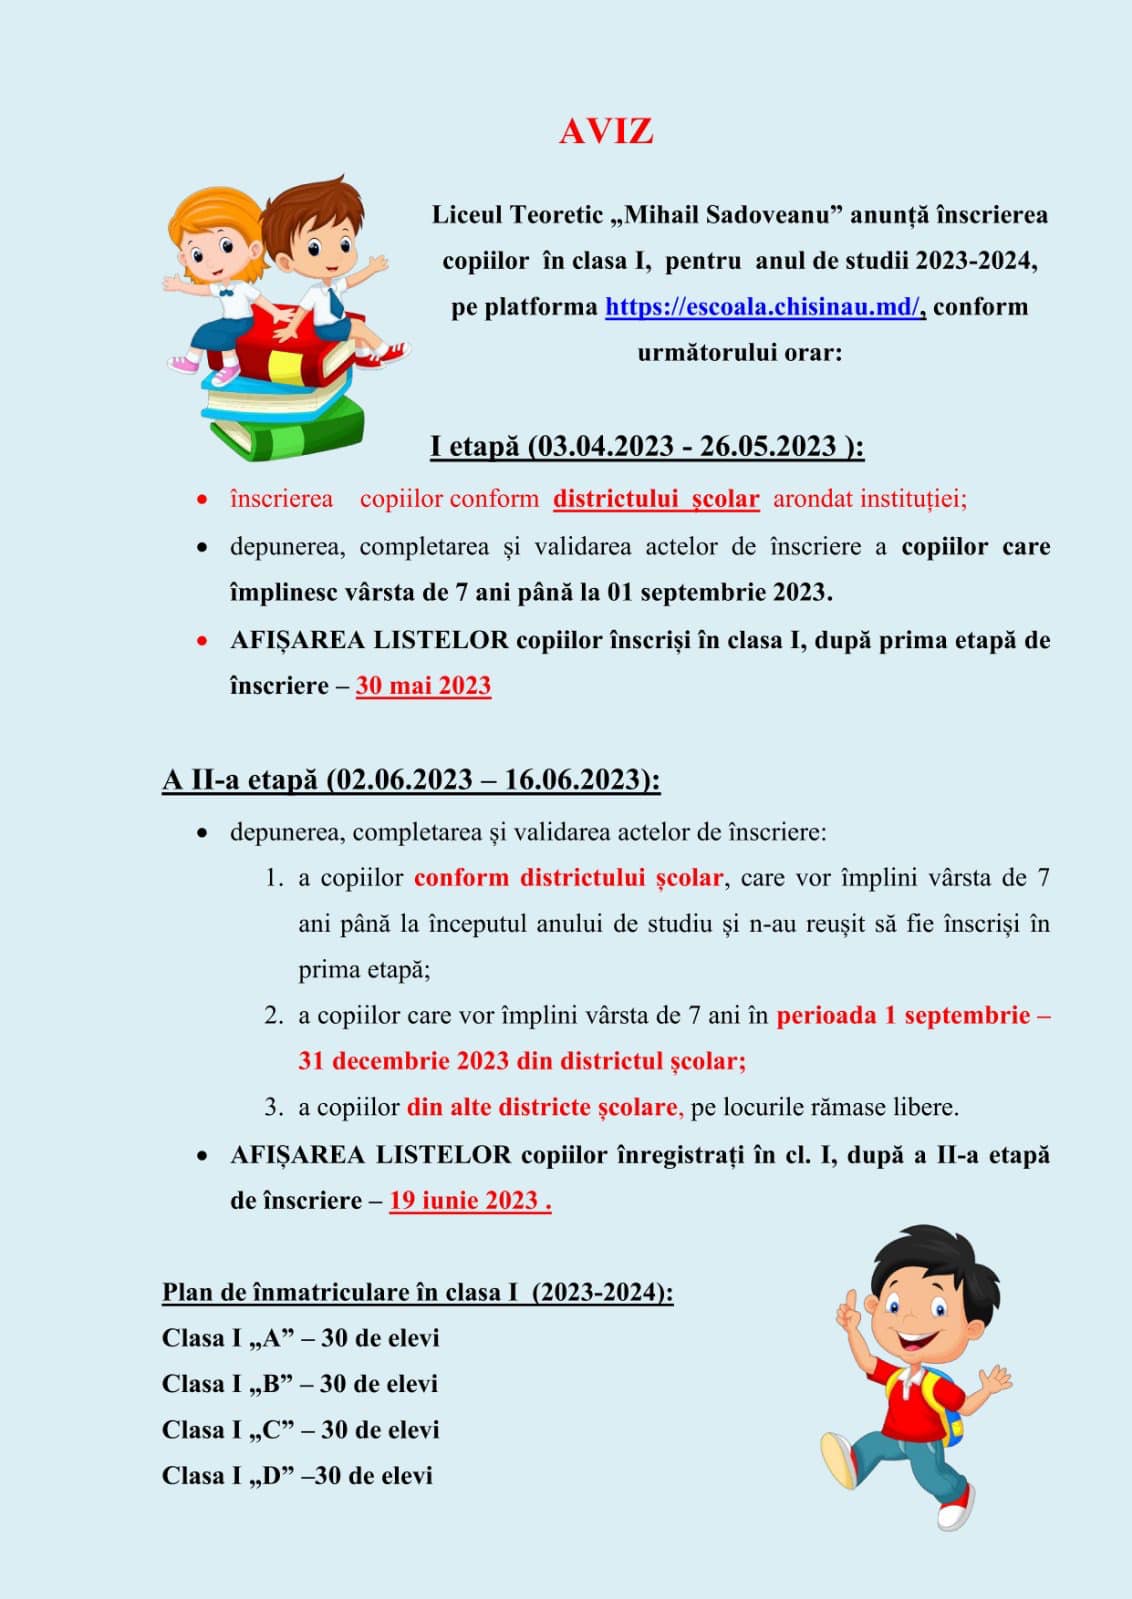 AVIZ
Liceul Teoretic „Mihail Sadoveanu” anunță înscrierea
copiilor în clasa I, pentru anul de studii 2023-2024,
pe platforma https://escoala.chisinau.md/, conform
următorului orar:
I etapă (03.04.2023 - 26.05.2023 ):
• înscrierea copiilor conform districtului școlar arondat instituției;
• depunerea, completarea și validarea actelor de înscriere a copiilor care
împlinesc vârsta de 7 ani până la 01 septembrie 2023.
• AFIȘAREA LISTELOR copiilor înscriși în clasa I, după prima etapă de
înscriere – 30 mai 2023
A II-a etapă (02.06.2023 – 16.06.2023):
• depunerea, completarea și validarea actelor de înscriere:
1. a copiilor conform districtului școlar, care vor împlini vârsta de 7
ani până la începutul anului de studiu și n-au reușit să fie înscriși în
prima etapă;
2. a copiilor care vor împlini vârsta de 7 ani în perioada 1 septembrie –
31 decembrie 2023 din districtul școlar;
3. a copiilor din alte districte școlare, pe locurile rămase libere.
• AFIȘAREA LISTELOR copiilor înregistrați în cl. I, după a II-a etapă
de înscriere – 19 iunie 2023 .
Plan de înmatriculare în clasa I (2023-2024):
Clasa I „A” – 30 de elevi
Clasa I „B” – 30 de elevi
Clasa I „C” – 30 de elevi
Clasa I „D” –30 de elevi